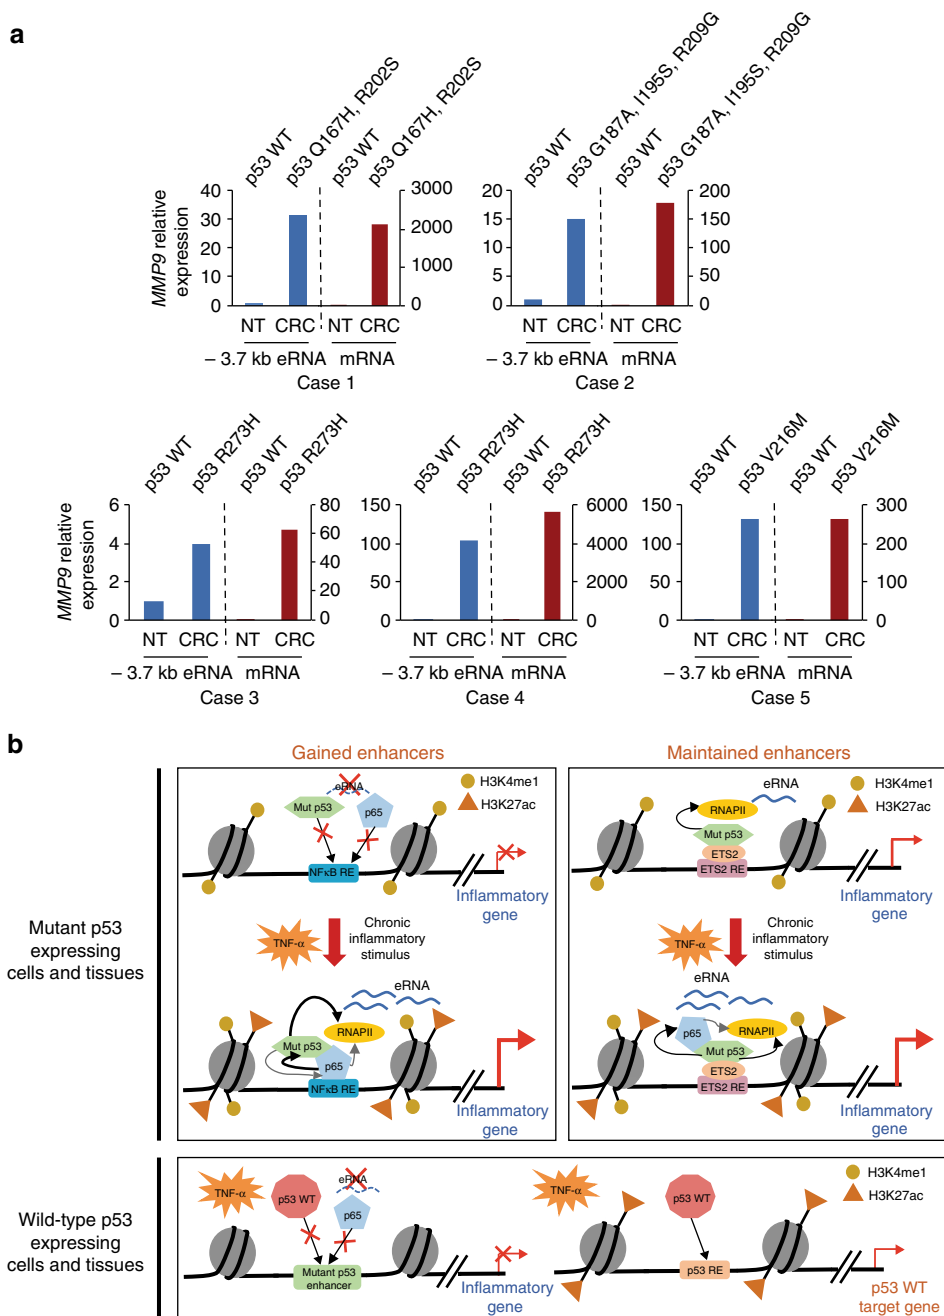 a
p53 WT
p53 Q167H, R202S
p53 WT
p53 Q167H, R202S
MMP9 relative
expression
40
30
20
10
0
3000
2000
1000
0
NT CRC NT CRC
– 3.7 kb eRNA mRNA
Case 1
p53 WT
p53 G187A, I195S, R209G
p53 WT
p53 G187A, I195S, R209G
20
15
10
5
0
200
150
100
50
0
NT CRC NT CRC
– 3.7 kb eRNA mRNA
Case 2
p53 WT
p53 R273H
p53 WT
p53 R273H
MMP9 relative
expression
6
4
2
0
80
60
40
20
0
NT CRC NT CRC
– 3.7 kb eRNA mRNA
Case 3
p53 WT
p53 R273H
p53 WT
p53 R273H
150
100
50
0
6000
4000
2000
0
NT CRC NT CRC
– 3.7 kb eRNA mRNA
Case 4
p53 WT
p53 V216M
p53 WT
p53 V216M
150
100
50
0
300
200
100
0
NT CRC NT CRC
– 3.7 kb eRNA mRNA
Case 5
b
Gained enhancers
Maintained enhancers
Mutant p53
expressing
cells and tissues
eRNA
H3K4me1
H3K27ac
Mut p53
p65
NFκB RE
Inflammatory
gene
TNF-α
Chronic
inflammatory
stimulus
eRNA
RNAPII
Mut p53
p65
NFκB RE
Inflammatory
gene
eRNA
H3K4me1
H3K27ac
RNAPII
Mut p53
ETS2
ETS2 RE
Inflammatory
gene
TNF-α
Chronic
inflammatory
stimulus
eRNA
p65
RNAPII
Mut p53
ETS2
ETS2 RE
Inflammatory
gene
Wild-type p53
expressing
cells and tissues
TNF-α
p53 WT
eRNA
p65
Mutant p53
enhancer
Inflammatory
gene
TNF-α
p53 WT
H3K4me1
H3K27ac
p53 RE
p53 WT
target gene